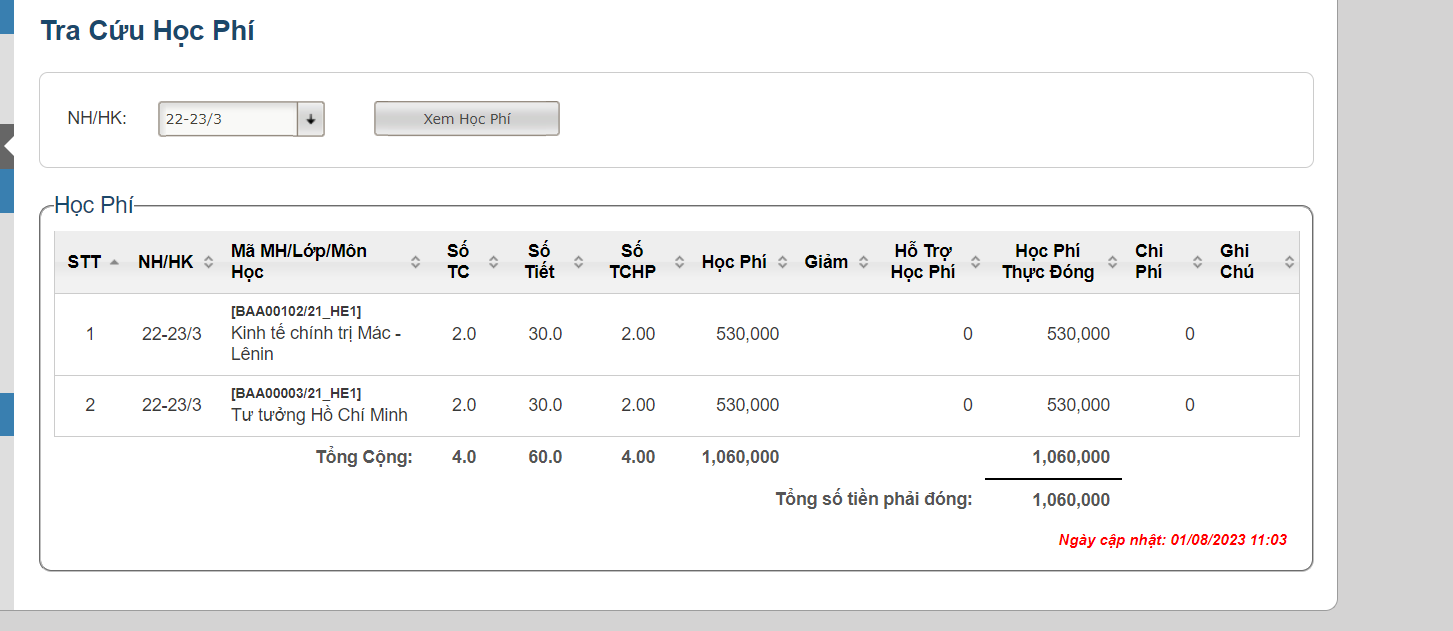 Tra Cứu Học Phí
NH/HK: 22-23/3 Xem Học Phí
Học Phí
STT NH/HK Mã MH/Lớp/Môn Học Số TC Số Tiết Số TCHP Học Phí Giảm Hỗ Trợ Học Phí Học Phí Thực Đóng Chi Phí Ghi Chú
[BAA00102/21_HE1]
1 22-23/3 Kinh tế chính trị Mác - 2.0 30.0 2.00 530,000 0 530,000 0
Lênin
[BAA00003/21_HE1]
2 22-23/3 Tư tưởng Hồ Chí Minh 2.0 30.0 2.00 530,000 0 530,000 0
Tổng Cộng: 4.0 60.0 4.00 1,060,000 1,060,000
Tổng số tiền phải đóng: 1,060,000
Ngày cập nhật: 01/08/2023 11:03